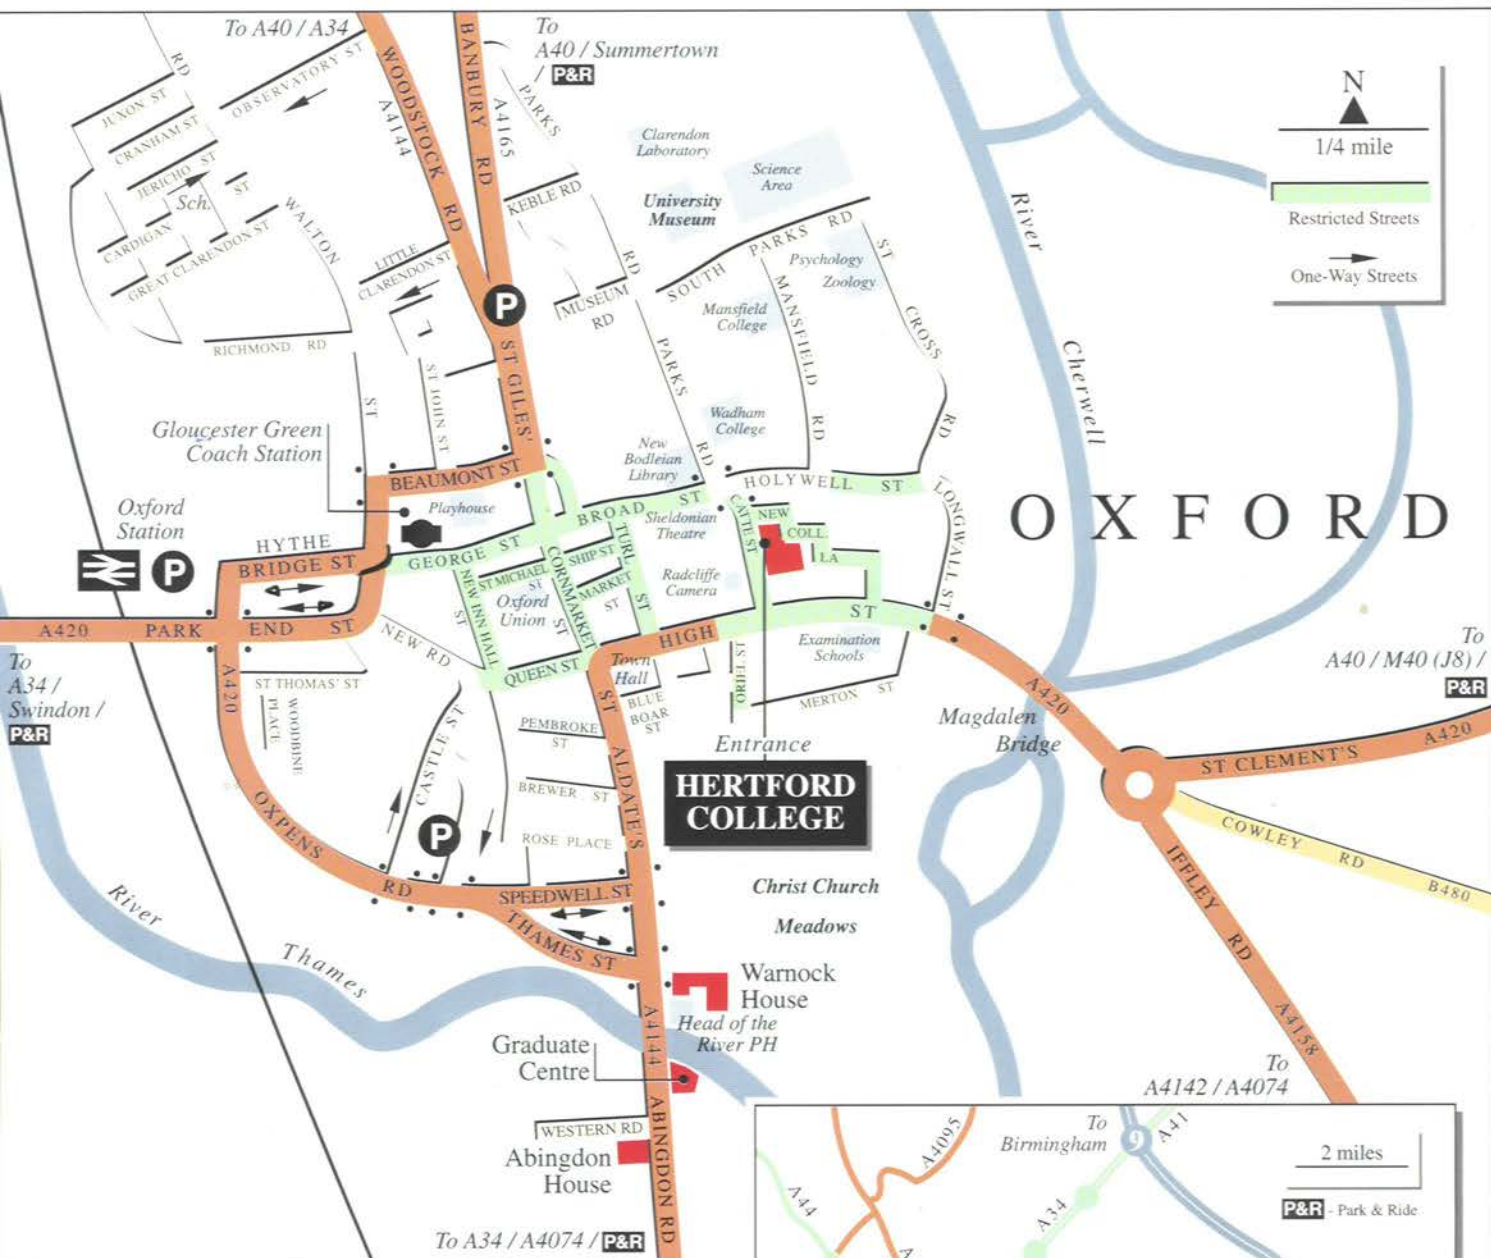 To A40 / A34
To
A40 / Summertown
/ P&R
WOODSTOCK RD
A4144
BANBURY RD
A4165
PARKS
RD
RD
JUXON ST
CRANHAM ST
JERICHO ST
Sch.
ST
CARDIGAN
GREAT CLARENDON ST
OBSERVATORY ST
WALTON
ST
LITTLE
CLARENDON ST
RICHMOND RD
KEBLE RD
MUSEUM
RD
Clarendon
Laboratory
Science
Area
University
Museum
SOUTH PARKS RD
Psychology
Zoology
Mansfield
College
MANSFIELD RD
ST CROSS RD
PARKS RD
Wadham
College
New
Bodleian
Library
River Cherwell
N
1/4 mile
Restricted Streets
One-Way Streets
OXFORD
P
ST GILES'
ST JOHN ST
Gloucester Green
Coach Station
BEAUMONT ST
Playhouse
Oxford
Station
P
HYTHE
BRIDGE ST
GEORGE ST
BROAD ST
HOLYWELL ST
LONGWALL ST
Sheldonian
Theatre
CATTE ST
NEW
COLL.
LA
TURL ST
SHIP ST
MARKET
ST
ST MICHAEL
ST
CORNMARKET ST
NEW INN HALL ST
Oxford
Union
Radcliffe
Camera
A420 PARK END ST
NEW RD
QUEEN ST
HIGH ST
Town
Hall
BLUE
BOAR
ST
ORIEL ST
Examination
Schools
MERTON ST
To
A34 /
Swindon /
P&R
A420
ST THOMAS' ST
WOODBINE
PLACE
CASTLE ST
P
PEMBROKE
ST
BREWER ST
ROSE PLACE
ST ALDATE'S
Entrance
HERTFORD
COLLEGE
Magdalen
Bridge
A420
To
A40 / M40 (J8) /
P&R
ST CLEMENT'S A420
COWLEY RD B480
IFFLEY RD A4158
OXPENS RD
SPEEDWELL ST
THAMES ST
Christ Church
Meadows
River Thames
Warnock
House
Head of the
River PH
Graduate
Centre
A4144 ABINGDON RD
WESTERN RD
Abingdon
House
To A34 / A4074 / P&R
To
A4142 / A4074
To
Birmingham
9
A41
A4095
A44
A34
2 miles
P&R - Park & Ride